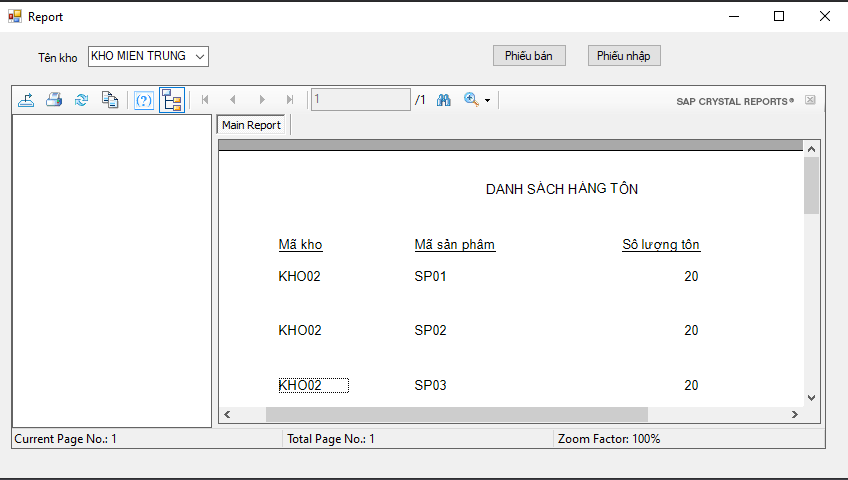 Report
Tên kho KHO MIEN TRUNG Phiếu bán Phiếu nhập
1 /1 SAP CRYSTAL REPORTS®
Main Report
DANH SÁCH HÀNG TỒN
Mã kho Mã sản phẩm Số lượng tồn
KHO02 SP01 20
KHO02 SP02 20
KHO02 SP03 20
Current Page No.: 1 Total Page No.: 1 Zoom Factor: 100%